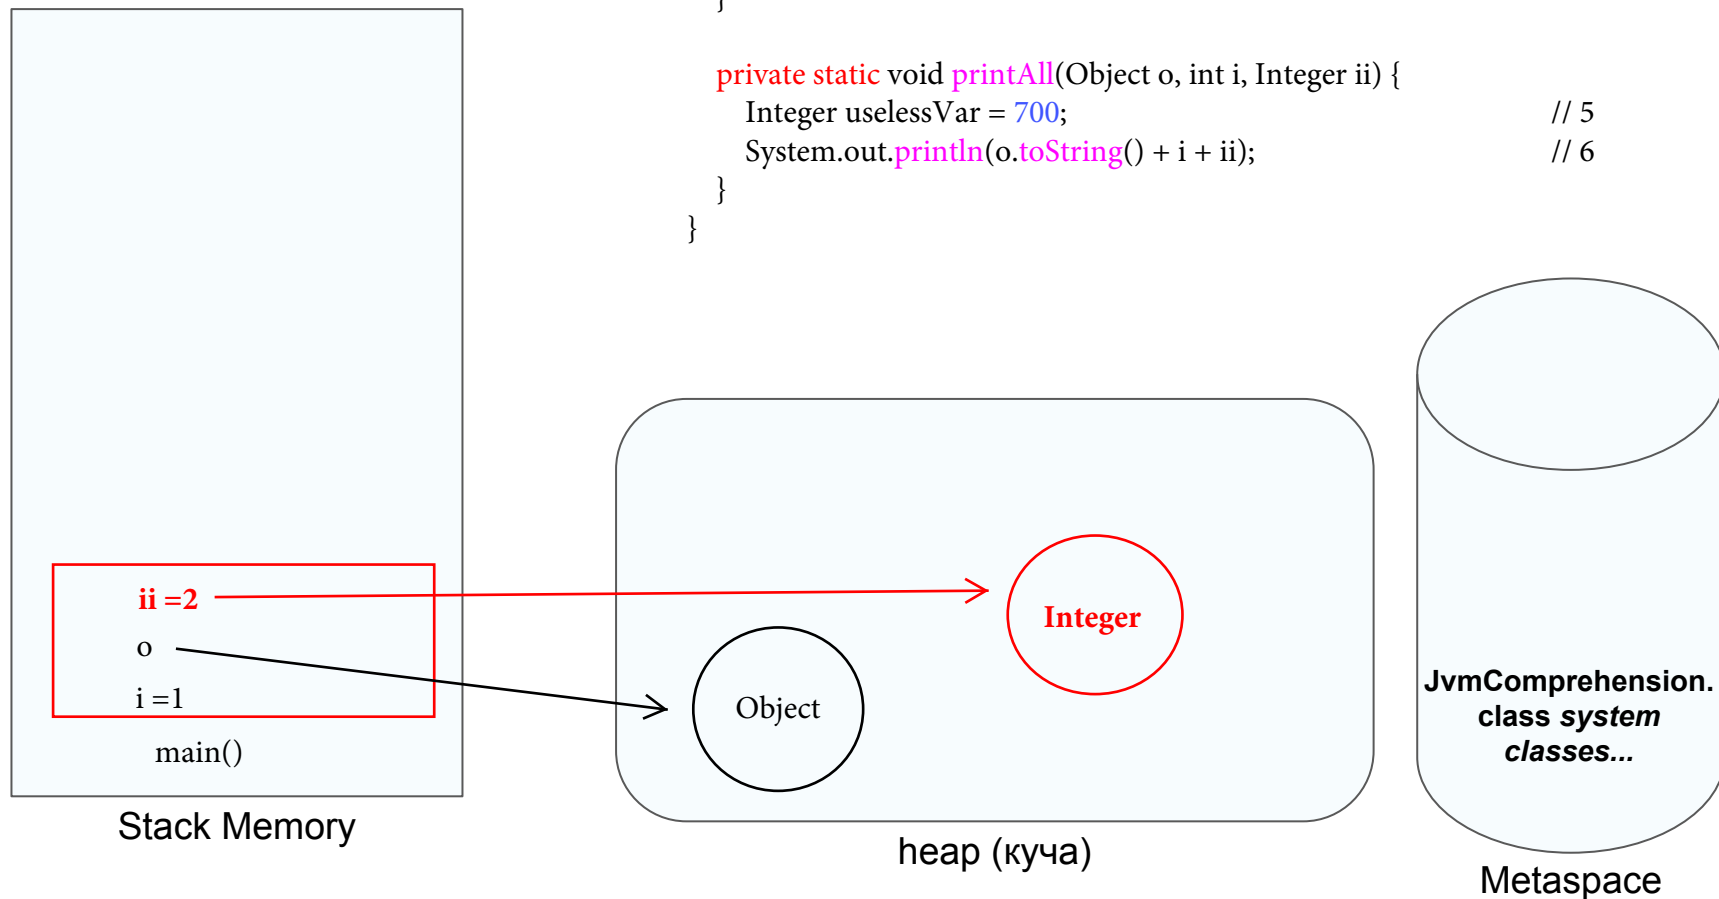 }
private static void printAll(Object o, int i, Integer ii) {
Integer uselessVar = 700; // 5
System.out.println(o.toString() + i + ii); // 6
}
}
ii =2
o
i =1
main()
Stack Memory
Integer
Object
heap (куча)
JvmComprehension.
class system
classes...
Metaspace